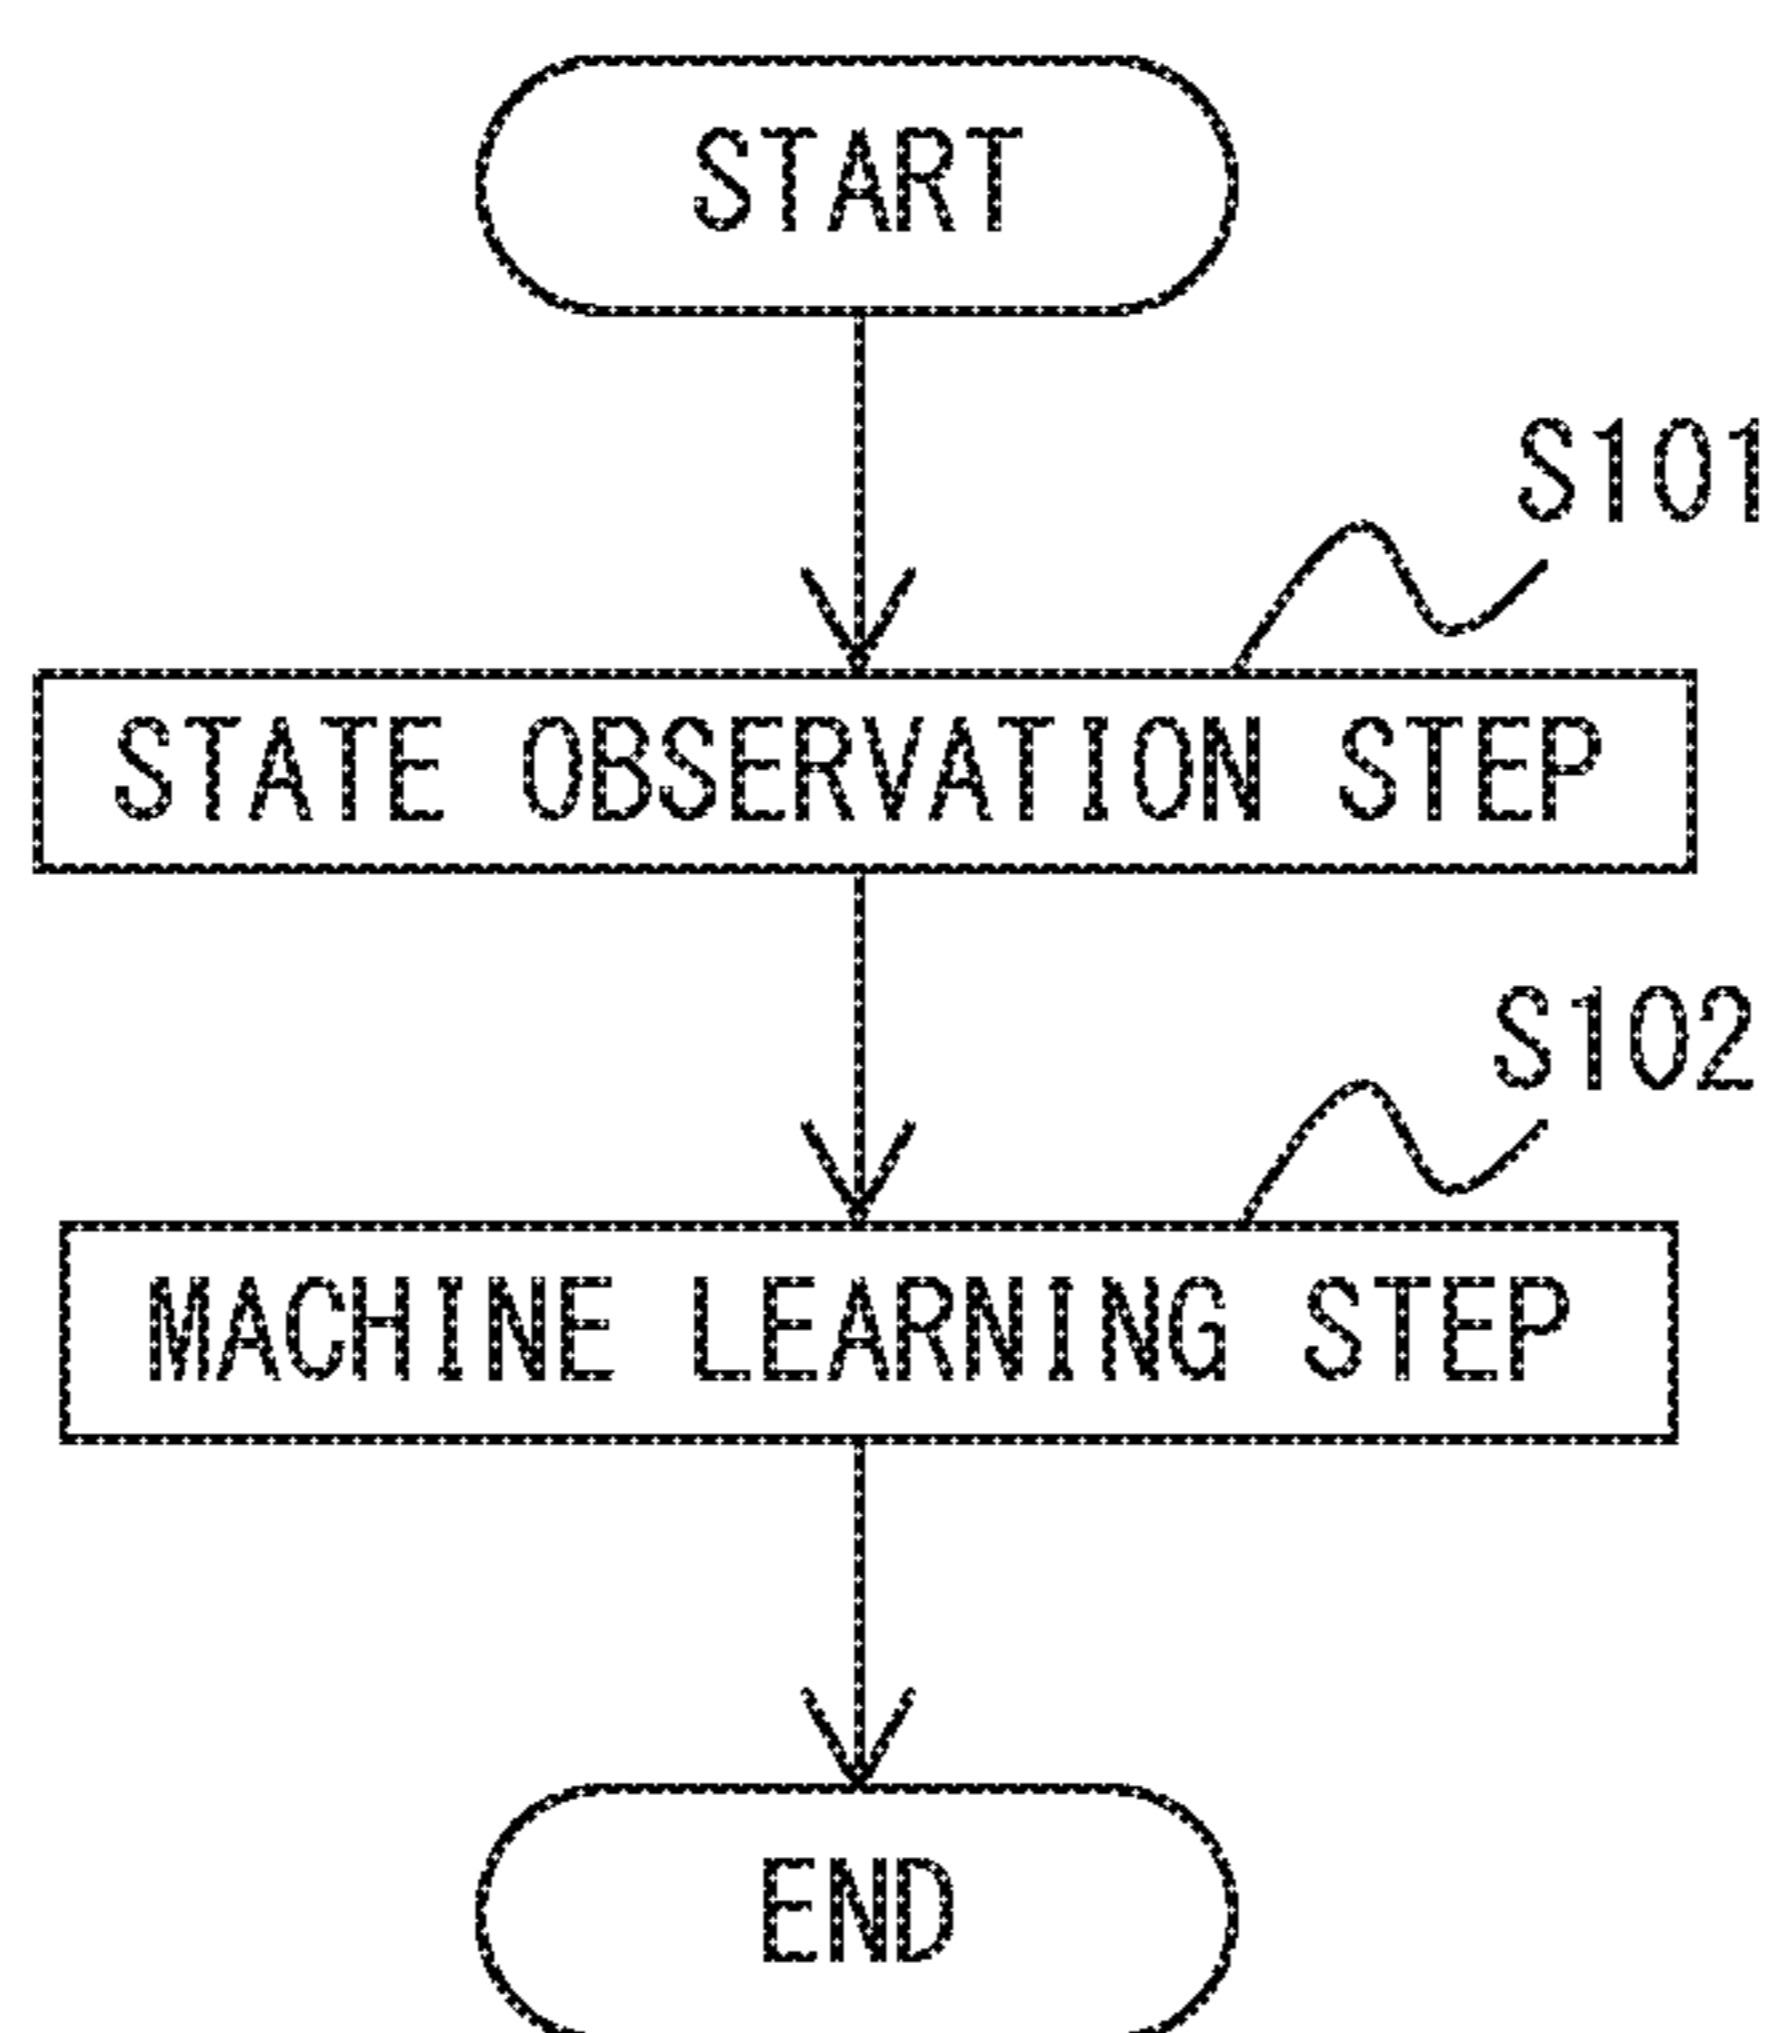 START
S101
STATE OBSERVATION STEP
S102
MACHINE LEARNING STEP
END